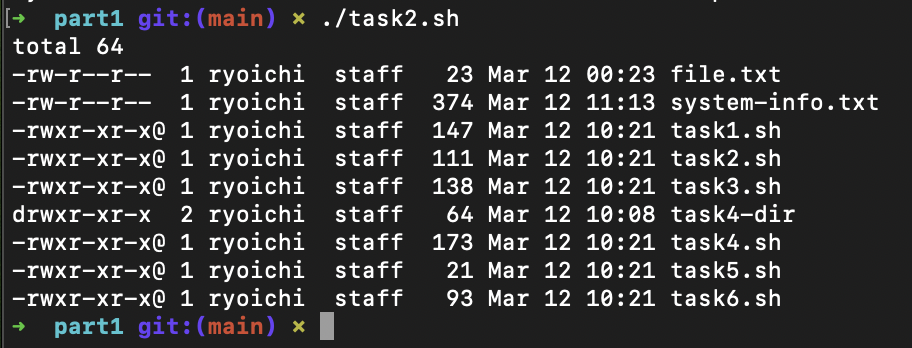 [➜  part1 git:(main) ✗ ./task2.sh
total 64
-rw-r--r--  1 ryoichi  staff   23 Mar 12 00:23 file.txt
-rw-r--r--  1 ryoichi  staff  374 Mar 12 11:13 system-info.txt
-rwxr-xr-x@ 1 ryoichi  staff  147 Mar 12 10:21 task1.sh
-rwxr-xr-x@ 1 ryoichi  staff  111 Mar 12 10:21 task2.sh
-rwxr-xr-x@ 1 ryoichi  staff  138 Mar 12 10:21 task3.sh
drwxr-xr-x  2 ryoichi  staff   64 Mar 12 10:08 task4-dir
-rwxr-xr-x@ 1 ryoichi  staff  173 Mar 12 10:21 task4.sh
-rwxr-xr-x@ 1 ryoichi  staff   21 Mar 12 10:21 task5.sh
-rwxr-xr-x@ 1 ryoichi  staff   93 Mar 12 10:21 task6.sh
➜  part1 git:(main) ✗